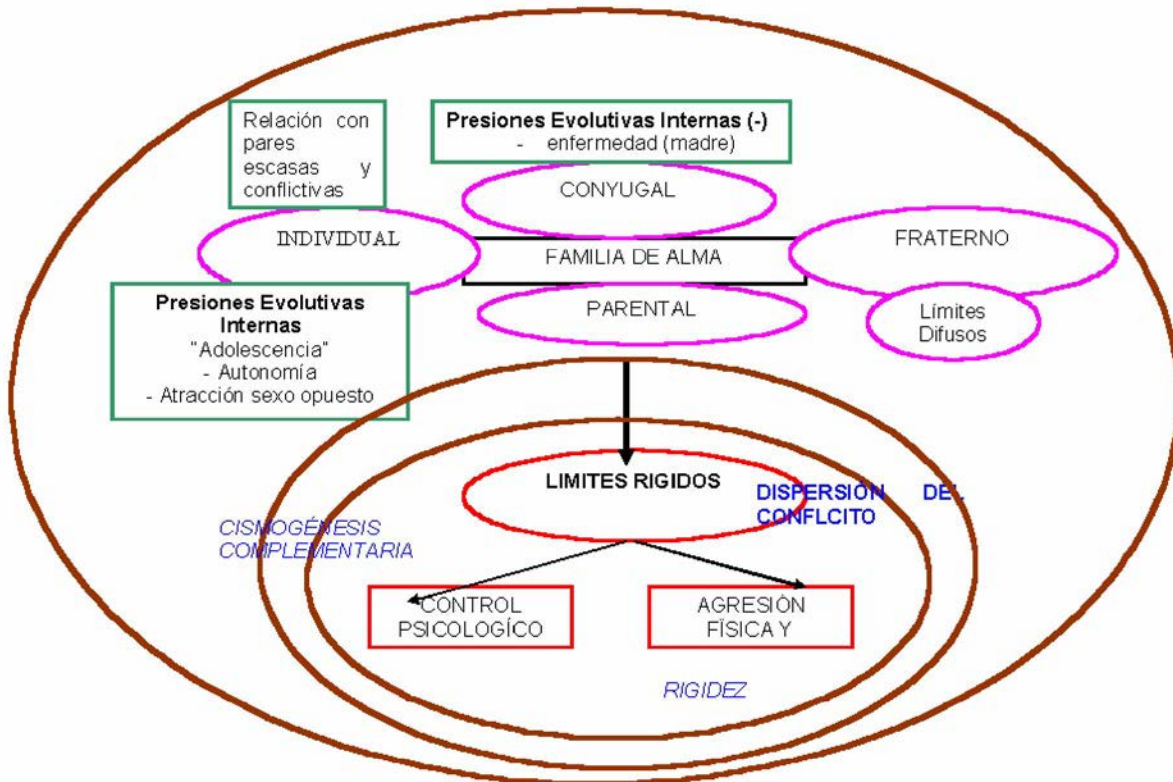 Relación con
pares
escasas y
conflictivas
Presiones Evolutivas Internas (-)
- enfermedad (madre)
CONYUGAL
INDIVIDUAL
FAMILIA DE ALMA
FRATERNO
Presiones Evolutivas
Internas
"Adolescencia"
- Autonomía
- Atracción sexo opuesto
PARENTAL
Límites
Difusos
LIMITES RIGIDOS
DISPERSIÓN DEL
CONFLCITO
CISMOGÉNESIS
COMPLEMENTARIA
CONTROL
PSICOLOGÍCO
AGRESIÓN
FÏSICA Y
RIGIDEZ